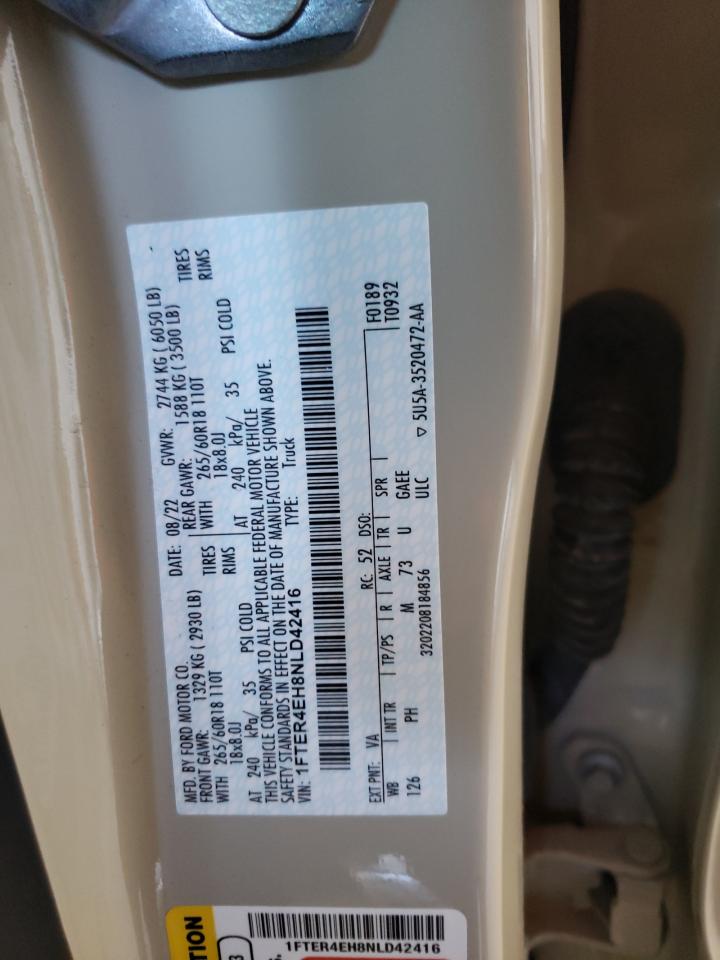 MFD. BY FORD MOTOR CO.
DATE: 08/22 GVWR: 2744 KG ( 6050 LB)
FRONT GAWR: 1329 KG ( 2930 LB) REAR GAWR: 1588 KG ( 3500 LB)
WITH 265/60R18 110T TIRES WITH 265/60R18 110T TIRES
18x8.0J RIMS 18x8.0J RIMS
AT 240 kPa/ 35 PSI COLD AT 240 kPa/ 35 PSI COLD
THIS VEHICLE CONFORMS TO ALL APPLICABLE FEDERAL MOTOR VEHICLE
SAFETY STANDARDS IN EFFECT ON THE DATE OF MANUFACTURE SHOWN ABOVE.
VIN: 1FTER4EH8NLD42416 TYPE: Truck
EXT PNT: VA RC: 52 DSO: F0189
WB INT TR TP/PS R AXLE TR SPR T0932
126 PH M 73 U GAEE
3202208184856 ULC ▽ 5U5A-3520472-AA
TION
3
1FTER4EH8NLD42416